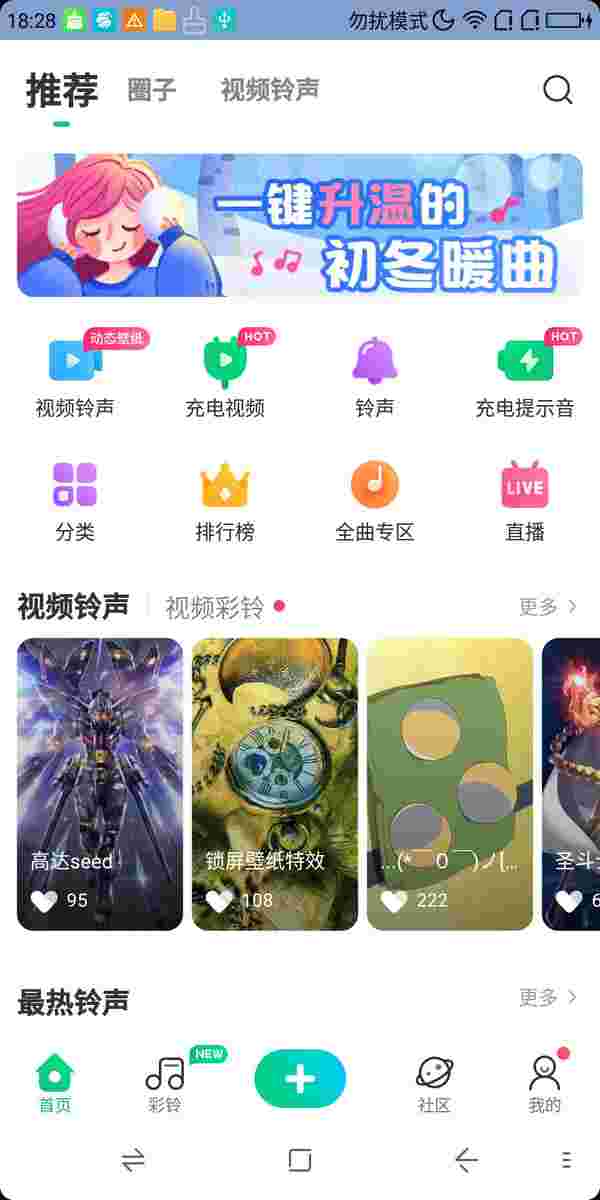 18:28 勿扰模式
推荐 圈子 视频铃声
一键升温的
初冬暖曲
动态壁纸 HOT HOT
视频铃声 充电视频 铃声 充电提示音
LIVE
分类 排行榜 全曲专区 直播
视频铃声 视频彩铃 更多
高达seed 锁屏壁纸特效 ...(*￣0￣)ノ[... 圣斗
95 108 222 6
最热铃声 更多
NEW
首页 彩铃 社区 我的